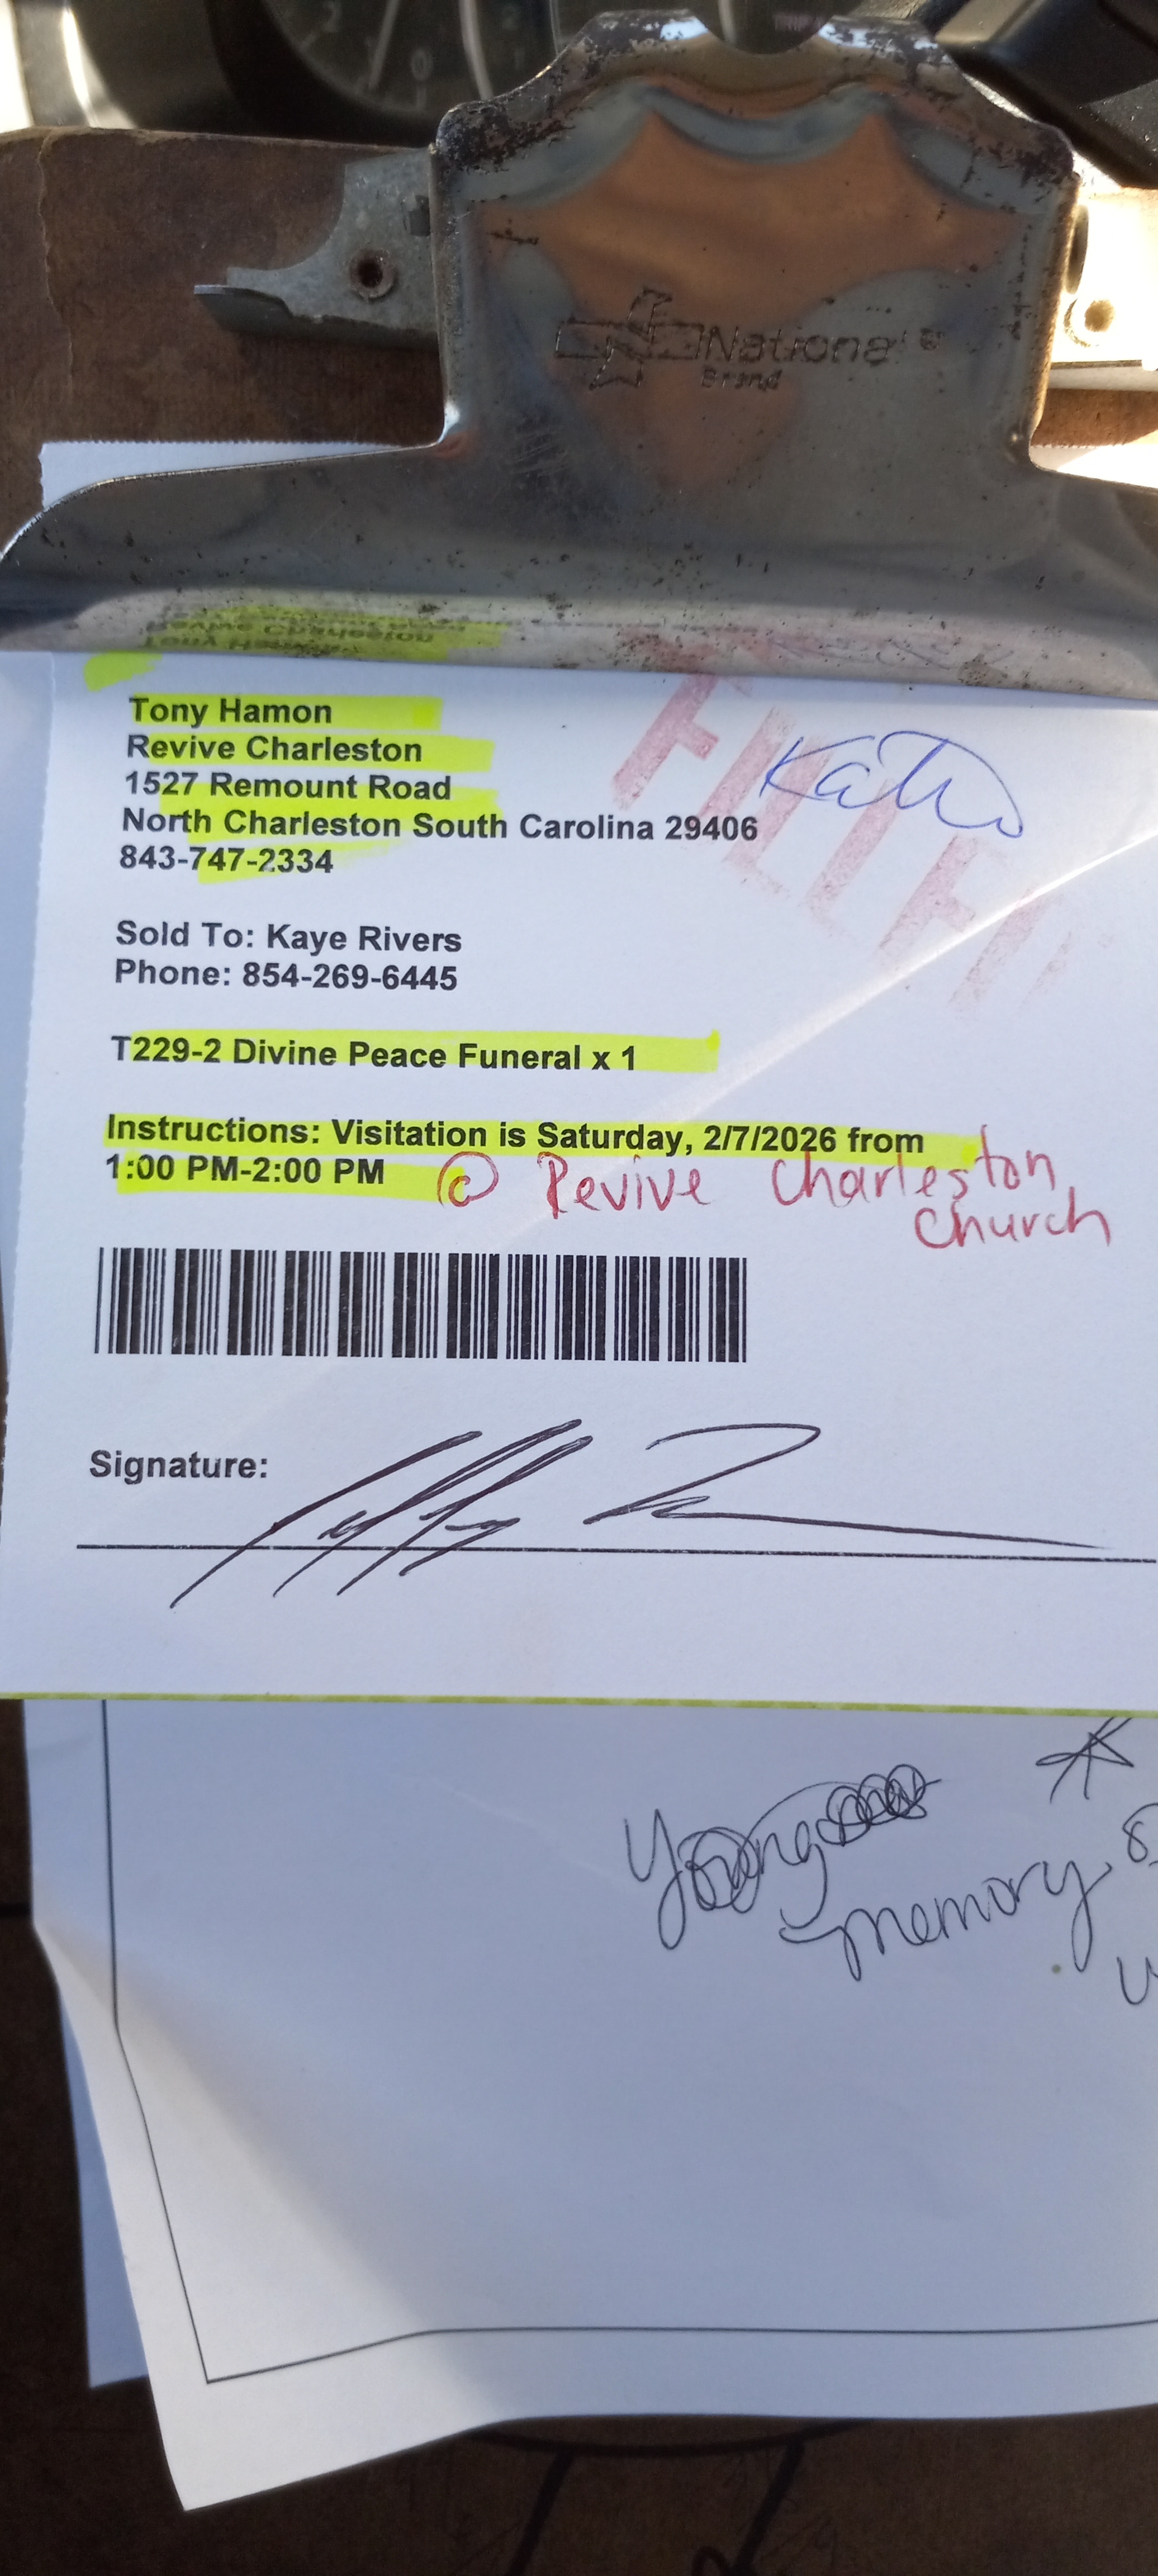 National®
Brand
FILLED
Tony Hamon
Revive Charleston
1527 Remount Road
North Charleston South Carolina 29406
843-747-2334
Sold To: Kaye Rivers
Phone: 854-269-6445
T229-2 Divine Peace Funeral x 1
Instructions: Visitation is Saturday, 2/7/2026 from
1:00 PM-2:00 PM @ Revive Charleston
Church
Signature:
memory